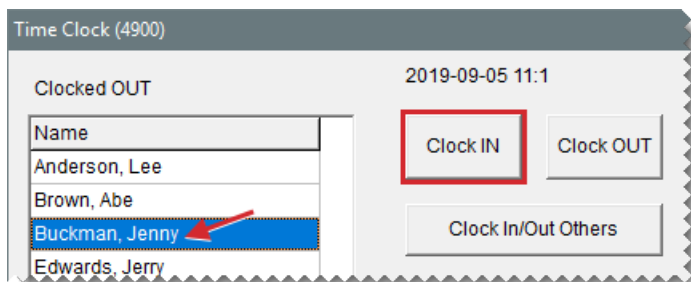 Time Clock (4900)
Clocked OUT
2019-09-05 11:1
Name
Anderson, Lee
Brown, Abe
Buckman, Jenny
Edwards, Jerry
Clock IN
Clock OUT
Clock In/Out Others